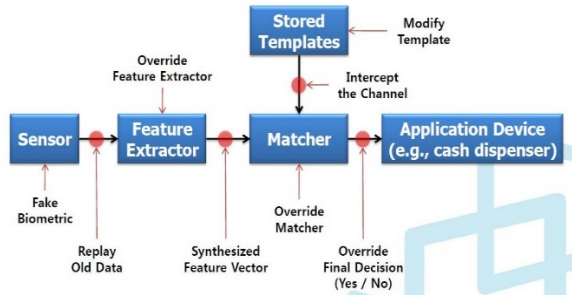 Stored
Templates
Modify
Template
Override
Feature Extractor
Intercept
the Channel
Sensor
Feature
Extractor
Matcher
Application Device
(e.g., cash dispenser)
Fake
Biometric
Override
Matcher
Replay
Old Data
Synthesized
Feature Vector
Override
Final Decision
(Yes / No)